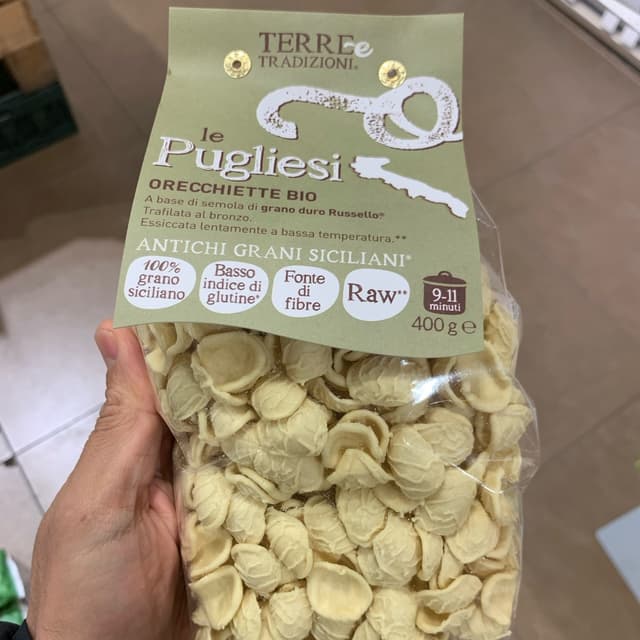 TERRE e
TRADIZIONI®
le
Pugliesi
ORECCHIETTE BIO
A base di semola di grano duro Russello®
Trafilata al bronzo.
Essiccata lentamente a bassa temperatura.**
ANTICHI GRANI SICILIANI®
100%
grano
siciliano
Basso
indice di
glutine*
Fonte
di
fibre
Raw**
9-11
minuti
400 g e